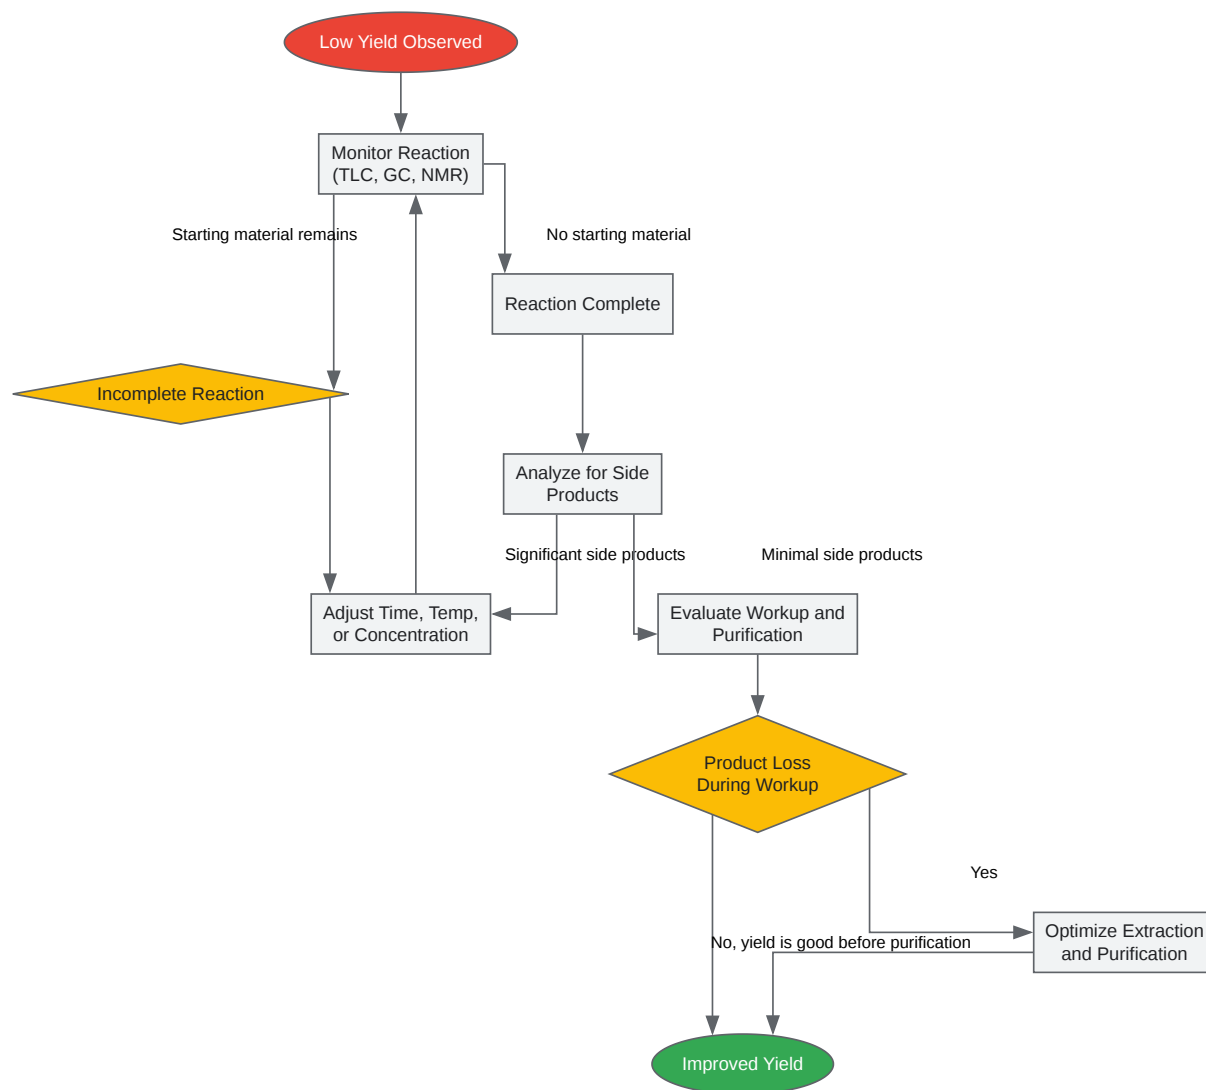 Low Yield Observed
Monitor Reaction
(TLC, GC, NMR)
Starting material remains
No starting material
Reaction Complete
Incomplete Reaction
Analyze for Side
Products
Significant side products
Minimal side products
Adjust Time, Temp,
or Concentration
Evaluate Workup and
Purification
Product Loss
During Workup
Yes
Optimize Extraction
and Purification
No, yield is good before purification
Improved Yield